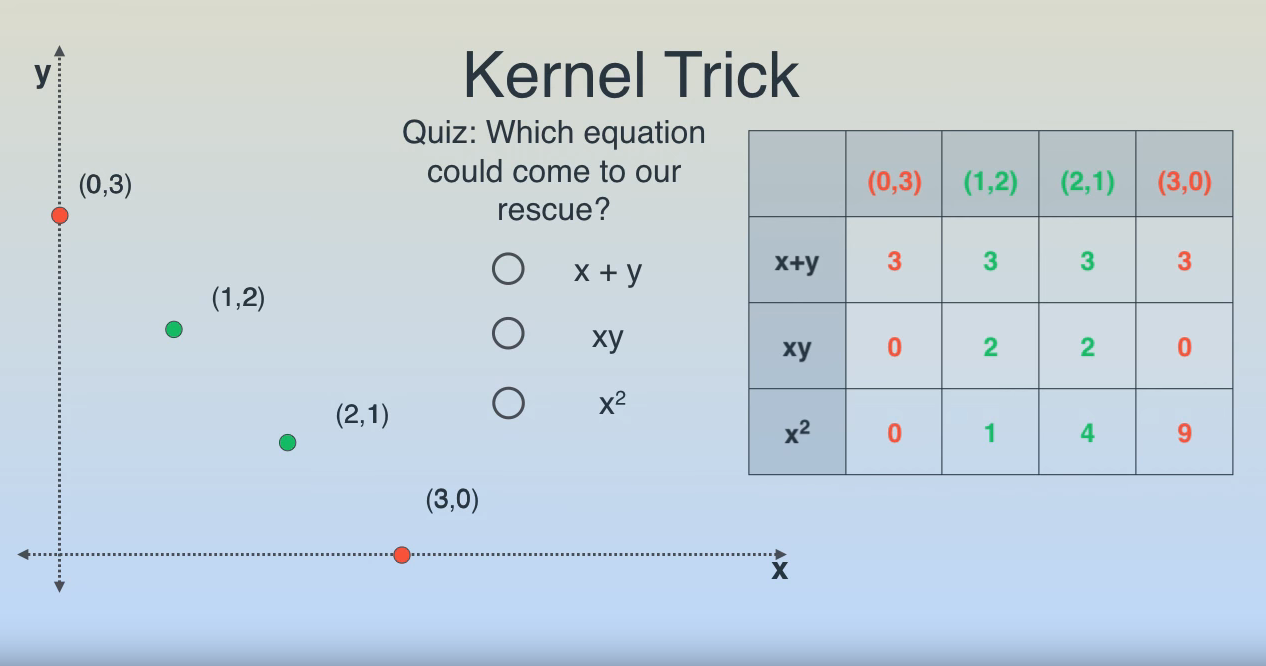 Kernel Trick
y
(0,3)
(1,2)
(2,1)
(3,0)
x
Quiz: Which equation
could come to our
rescue?
x + y
xy
x²
(0,3) (1,2) (2,1) (3,0)
x+y 3 3 3 3
xy 0 2 2 0
x² 0 1 4 9